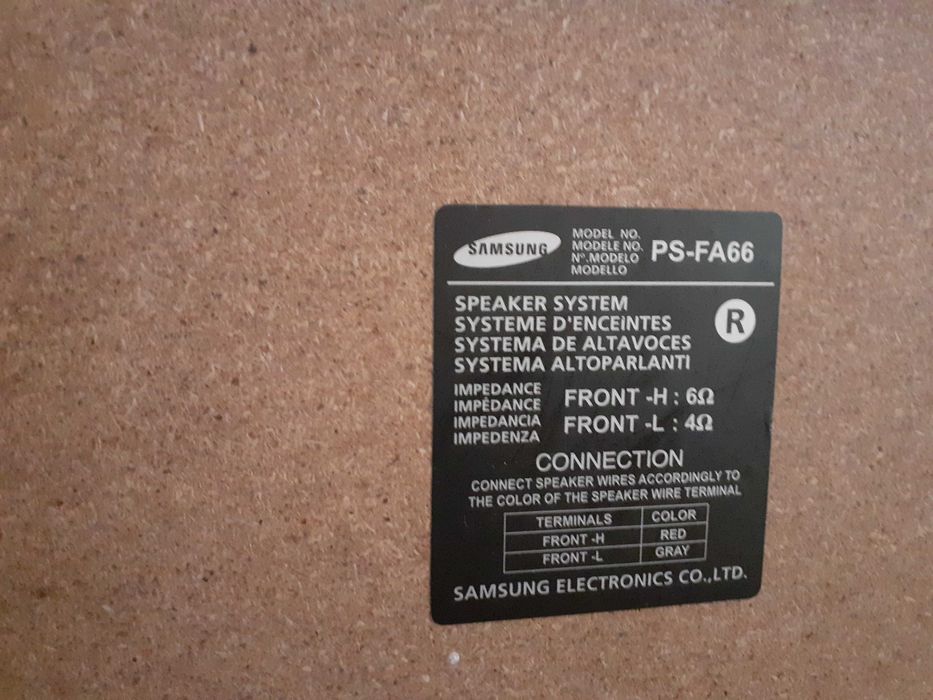 SAMSUNG
MODEL NO.
MODELE NO.
Nº.MODELO
MODELLO
PS-FA66
SPEAKER SYSTEM
SYSTEME D'ENCEINTES
SYSTEMA DE ALTAVOCES
SYSTEMA ALTOPARLANTI
R
IMPEDANCE
IMPÉDANCE
IMPEDANCIA
IMPEDENZA
FRONT -H : 6Ω
FRONT -L : 4Ω
CONNECTION
CONNECT SPEAKER WIRES ACCORDINGLY TO
THE COLOR OF THE SPEAKER WIRE TERMINAL
TERMINALS COLOR
FRONT -H RED
FRONT -L GRAY
SAMSUNG ELECTRONICS CO.,LTD.